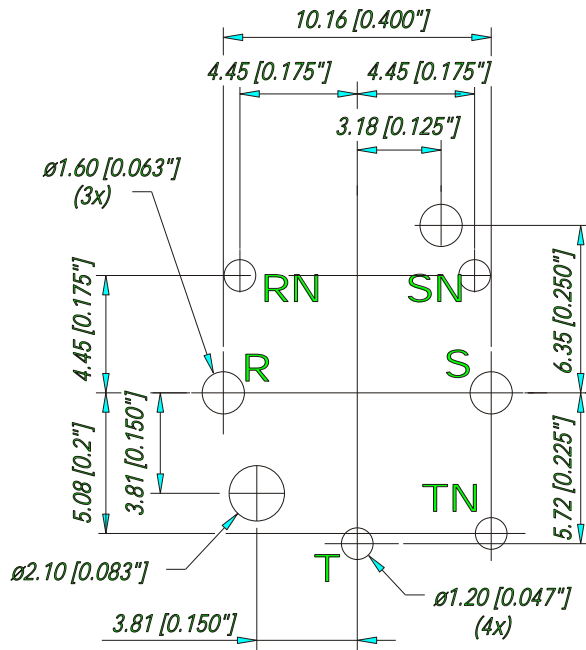 10.16 [0.400"]
4.45 [0.175"]
4.45 [0.175"]
3.18 [0.125"]
ø1.60 [0.063"]
(3x)
RN
SN
4.45 [0.175"]
6.35 [0.250"]
R
S
5.08 [0.2"]
3.81 [0.150"]
5.72 [0.225"]
TN
T
ø2.10 [0.083"]
ø1.20 [0.047"]
(4x)
3.81 [0.150"]